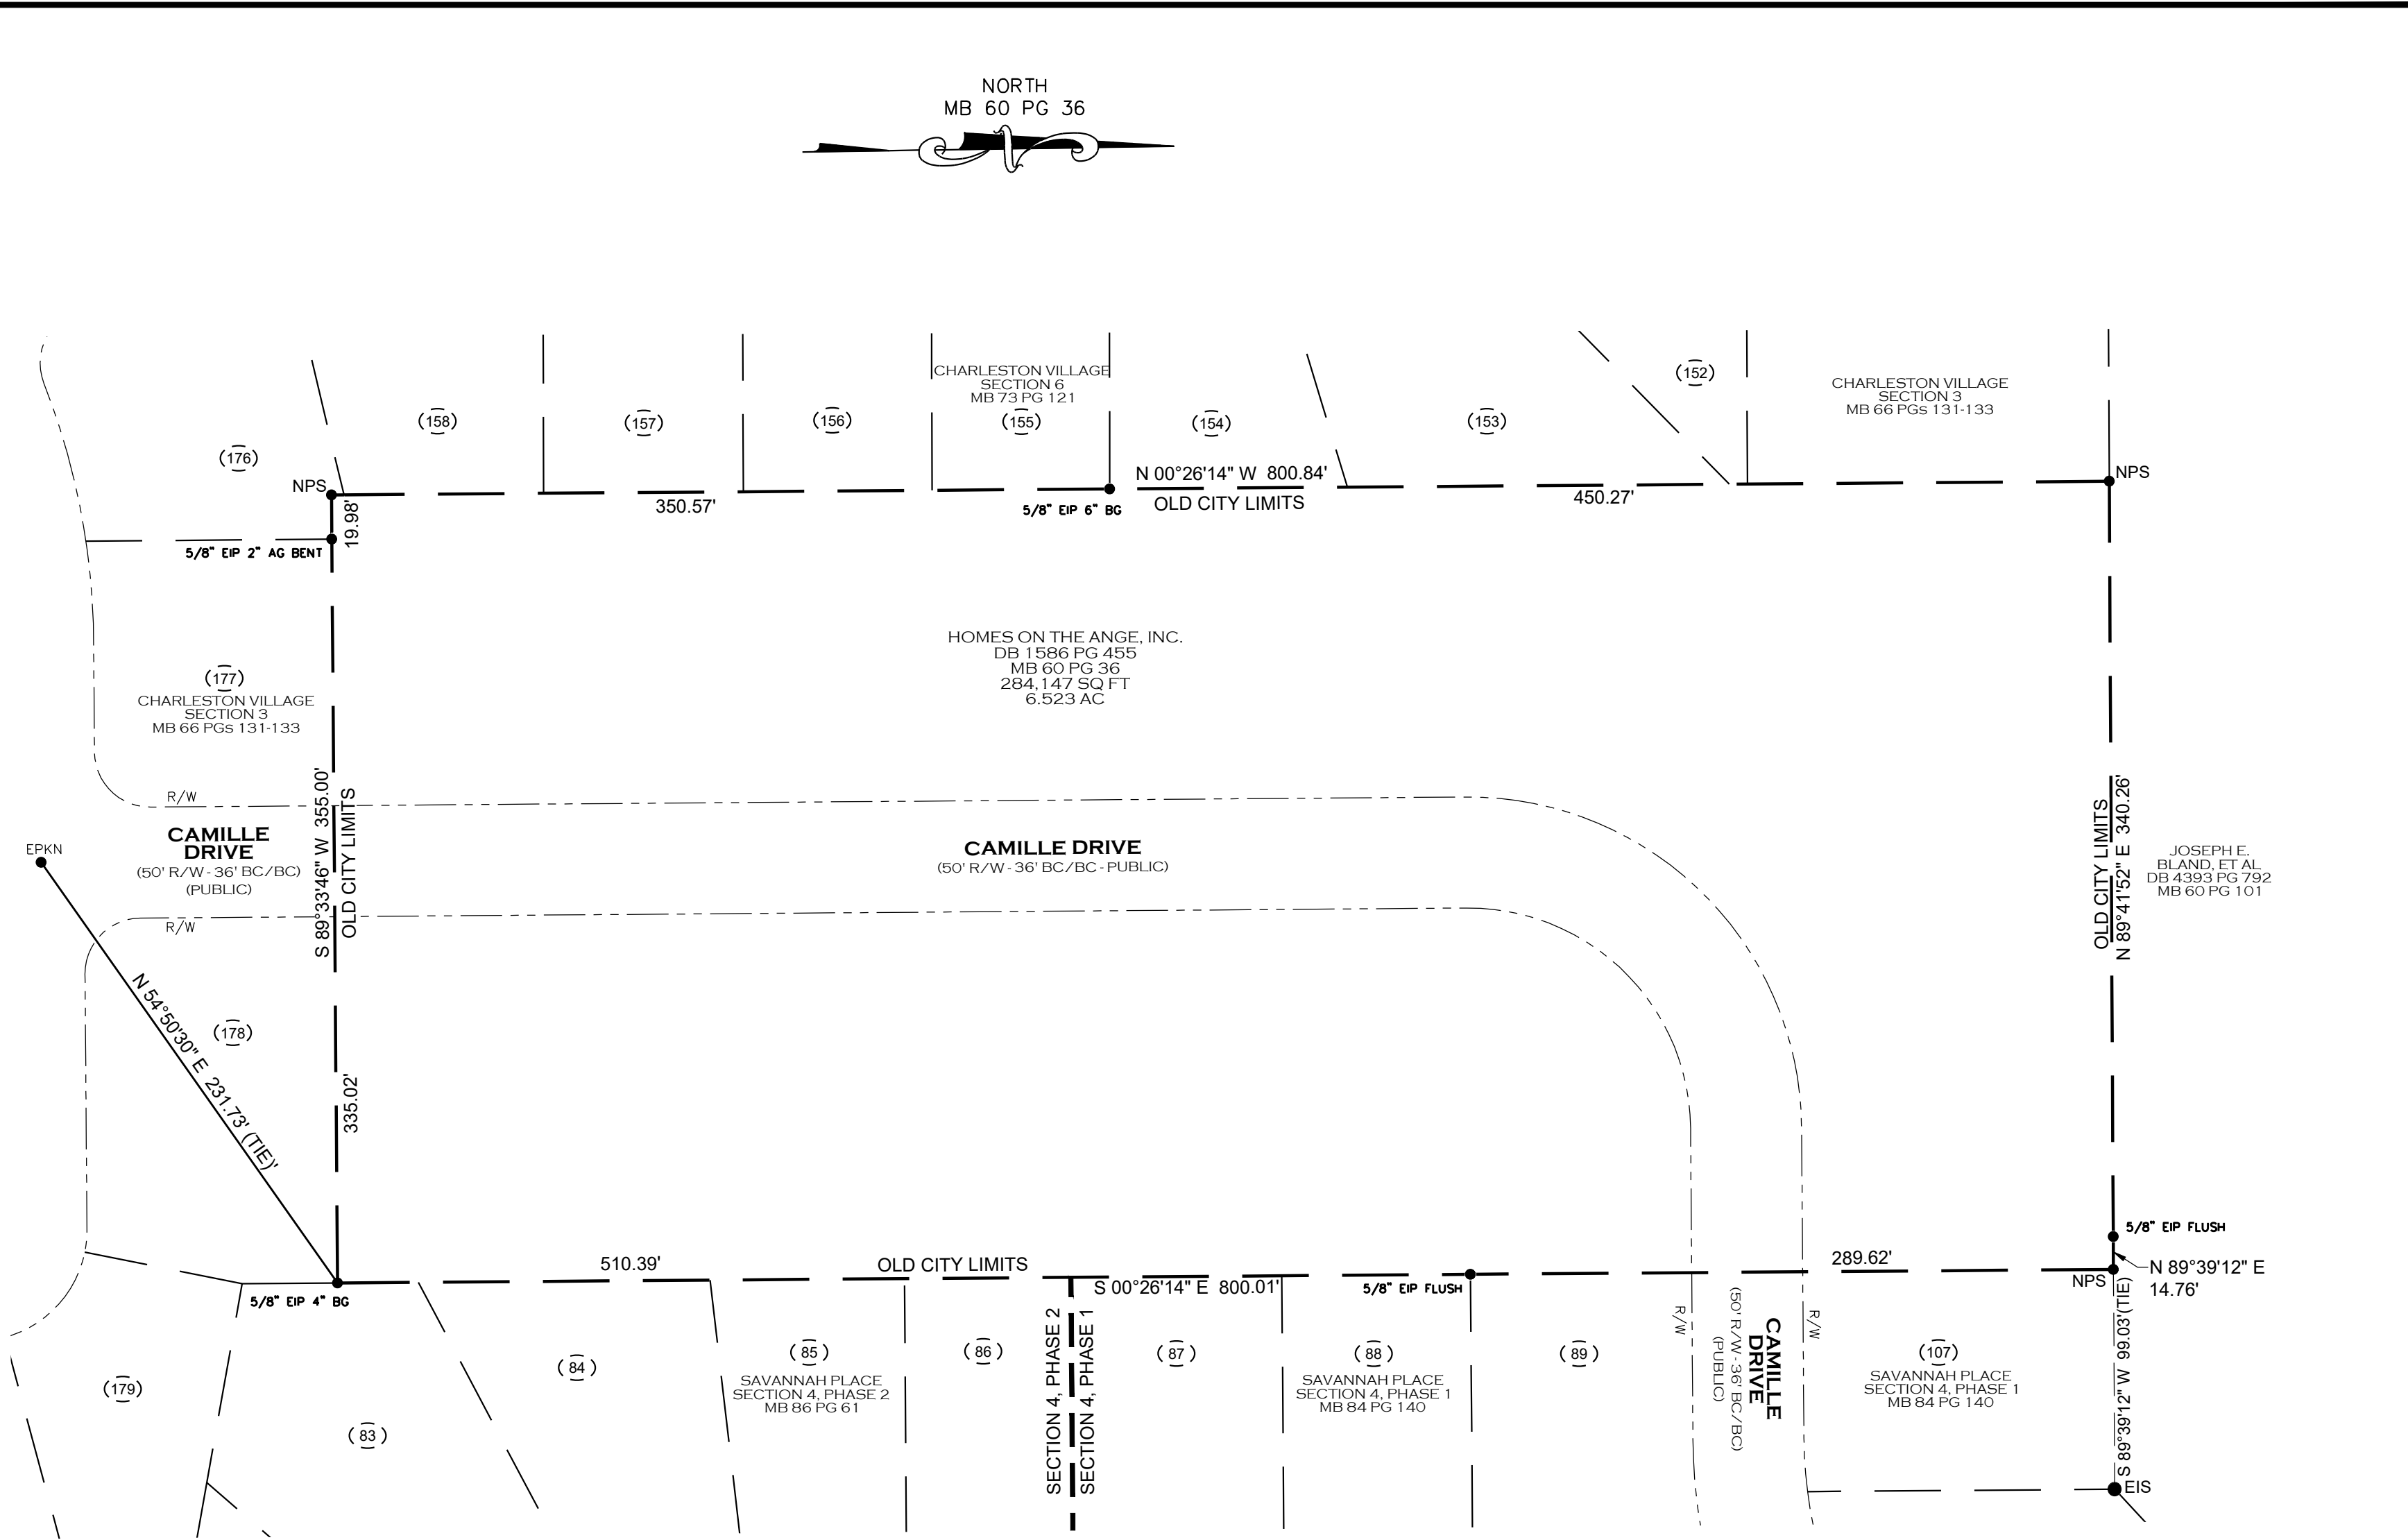 NORTH
MB 60 PG 36
CHARLESTON VILLAGE
SECTION 6
MB 73 PG 121
CHARLESTON VILLAGE
SECTION 3
MB 66 PGs 131-133
(152)
(158)
(157)
(156)
(155)
(154)
(153)
(176)
NPS
N 00°26'14" W 800.84'
NPS
350.57'
5/8" EIP 6" BG
OLD CITY LIMITS
450.27'
19.98'
5/8" EIP 2" AG BENT
HOMES ON THE ANGE, INC.
DB 1586 PG 455
MB 60 PG 36
284,147 SQ FT
6.523 AC
(177)
CHARLESTON VILLAGE
SECTION 3
MB 66 PGs 131-133
R/W
CAMILLE
DRIVE
(50' R/W - 36' BC/BC)
(PUBLIC)
R/W
EPKN
S 89°33'46" W 355.00'
OLD CITY LIMITS
CAMILLE DRIVE
(50' R/W - 36' BC/BC - PUBLIC)
OLD CITY LIMITS
N 89°41'52" E 340.26'
JOSEPH E.
BLAND, ET AL
DB 4393 PG 792
MB 60 PG 101
N 54°50'30" E 231.73' (TIE)'
(178)
335.02'
5/8" EIP FLUSH
510.39'
OLD CITY LIMITS
S 00°26'14" E 800.01'
5/8" EIP FLUSH
289.62'
NPS
N 89°39'12" E
14.76'
5/8" EIP 4" BG
SECTION 4, PHASE 2
SECTION 4, PHASE 1
R/W
(50' R/W - 36' BC/BC)
(PUBLIC)
CAMILLE
DRIVE
R/W
S 89°39'12" W 99.03'(TIE)
(179)
(83)
(84)
(85)
SAVANNAH PLACE
SECTION 4, PHASE 2
MB 86 PG 61
(86)
(87)
(88)
SAVANNAH PLACE
SECTION 4, PHASE 1
MB 84 PG 140
(89)
(107)
SAVANNAH PLACE
SECTION 4, PHASE 1
MB 84 PG 140
EIS